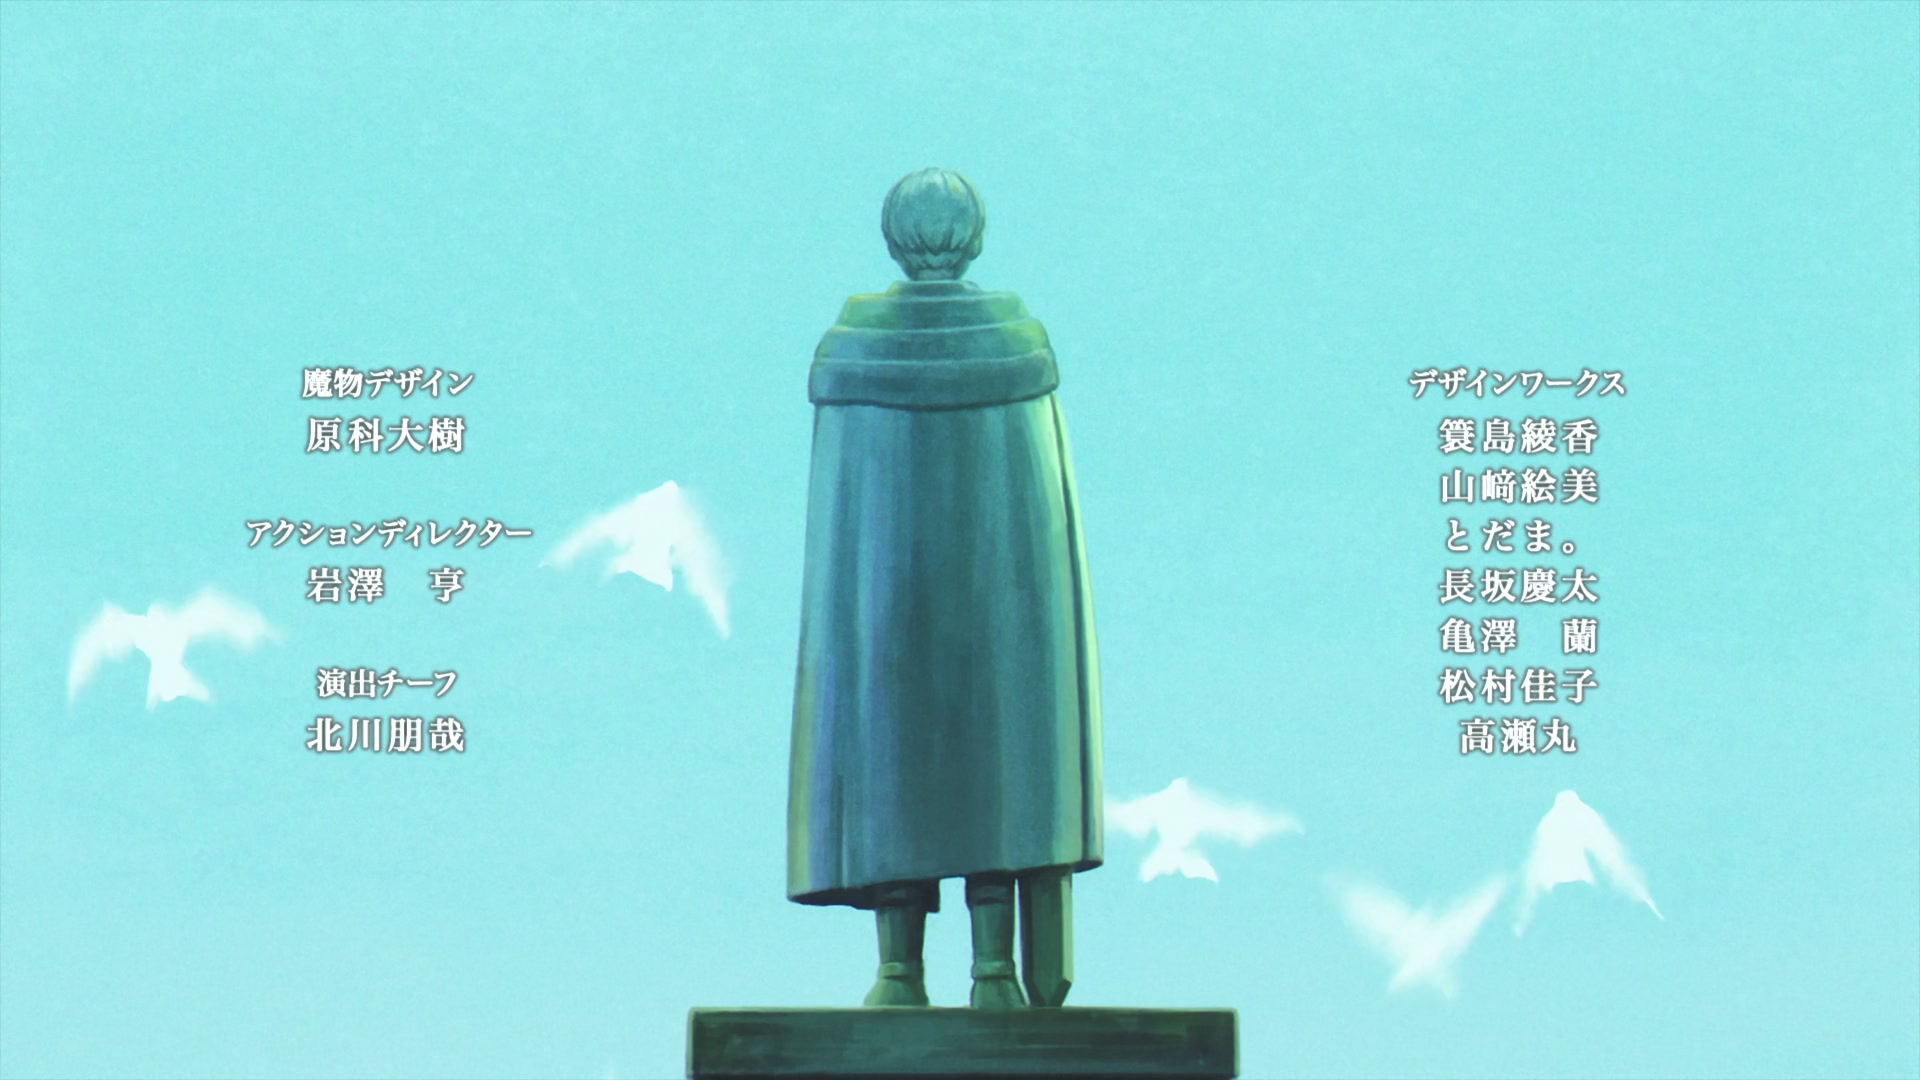 魔物デザイン
原科大樹
アクションディレクター
岩澤　亨
演出チーフ
北川朋哉
デザインワークス
簑島綾香
山﨑絵美
とだま。
長坂慶太
亀澤　蘭
松村佳子
高瀬丸